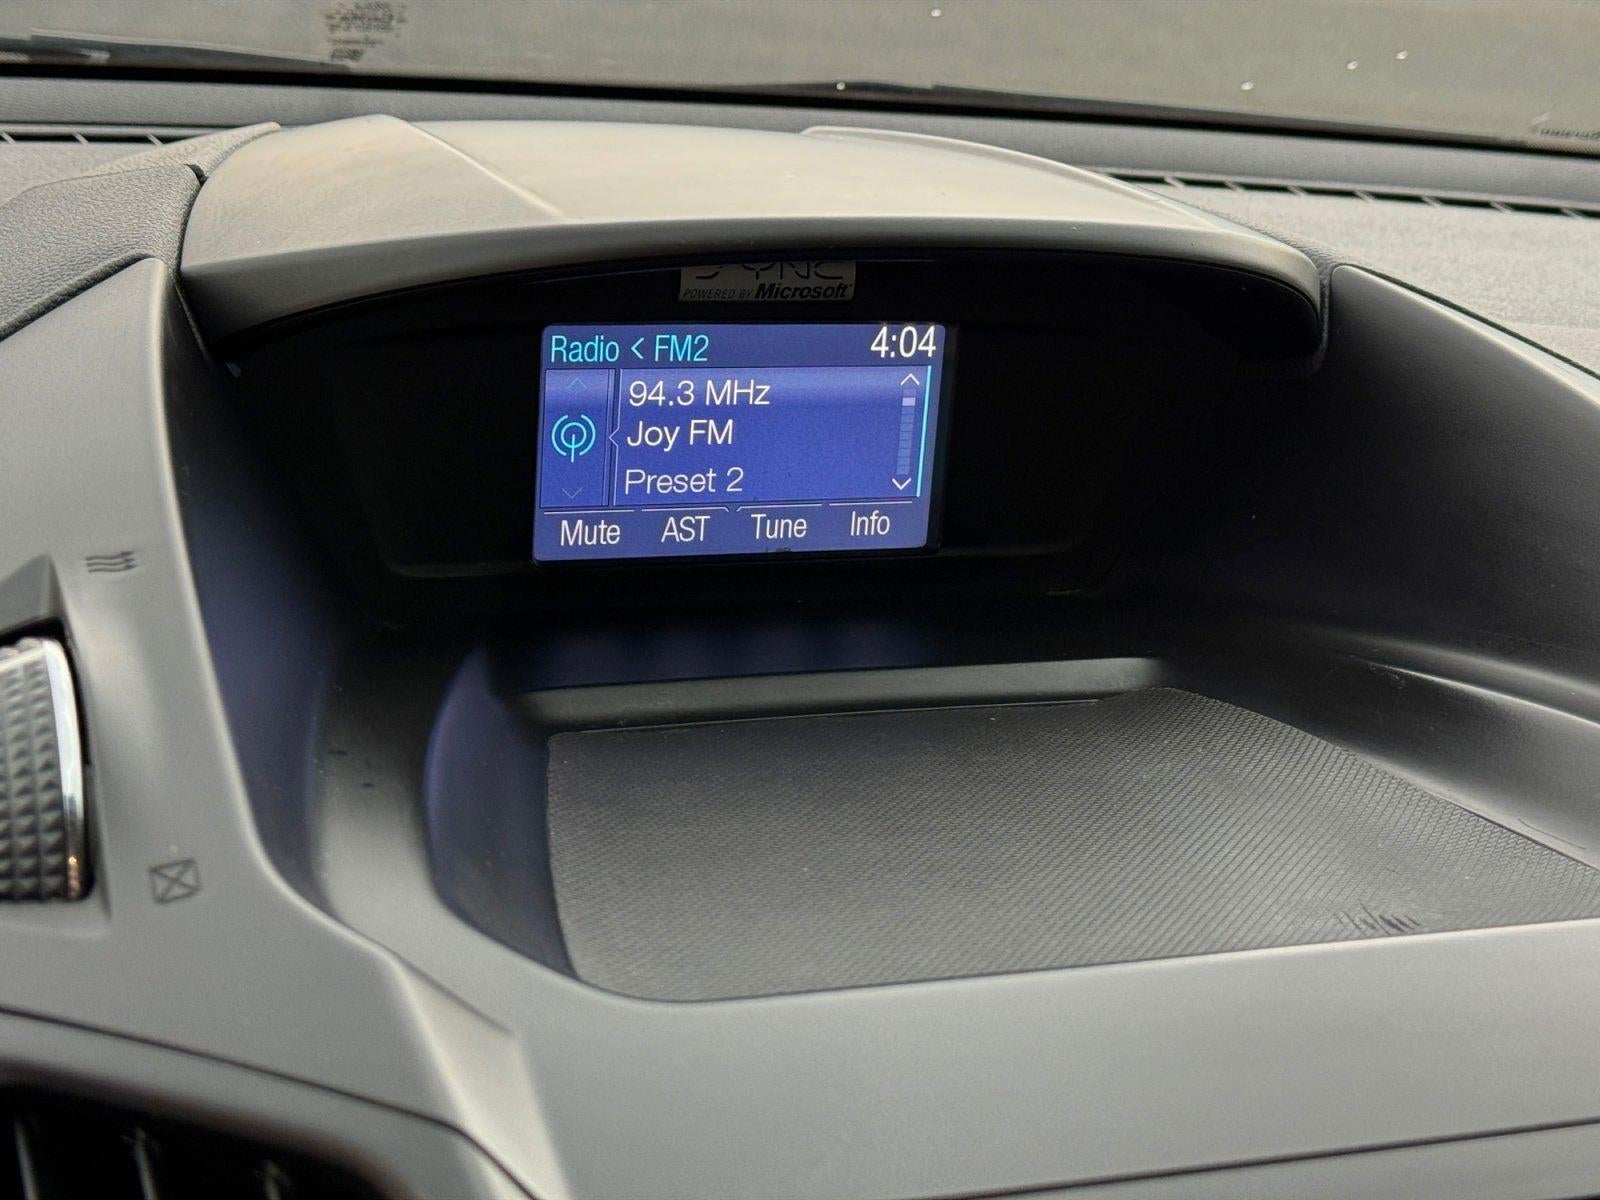 SYNC
POWERED BY Microsoft
Radio < FM2 4:04
94.3 MHz
Joy FM
Preset 2
Mute AST Tune Info